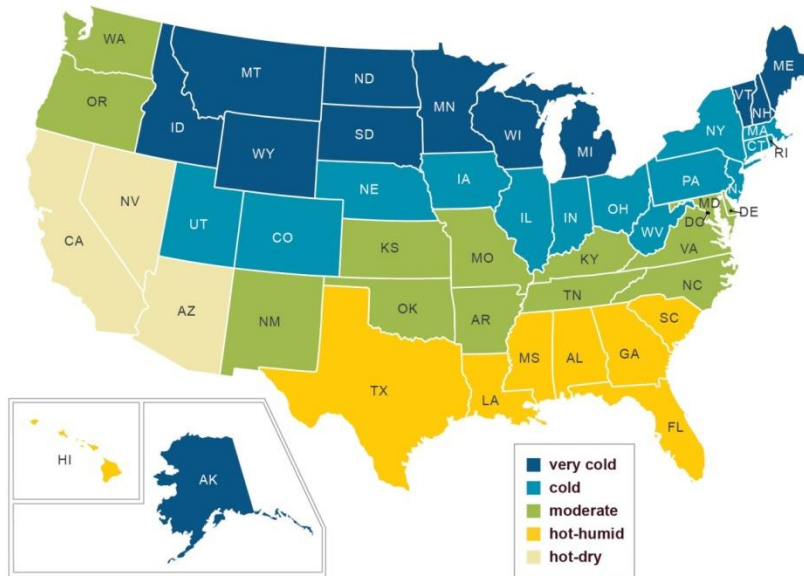 WA
MT
ND
MN
ME
VT
NH
OR
ID
SD
WI
MI
NY
MA
CT
RI
WY
NE
IA
PA
NJ
NV
UT
CO
IL
IN
OH
WV
MD
DC
DE
CA
KS
MO
KY
VA
AZ
NM
OK
AR
TN
NC
SC
TX
LA
MS
AL
GA
FL
HI
AK
very cold
cold
moderate
hot-humid
hot-dry